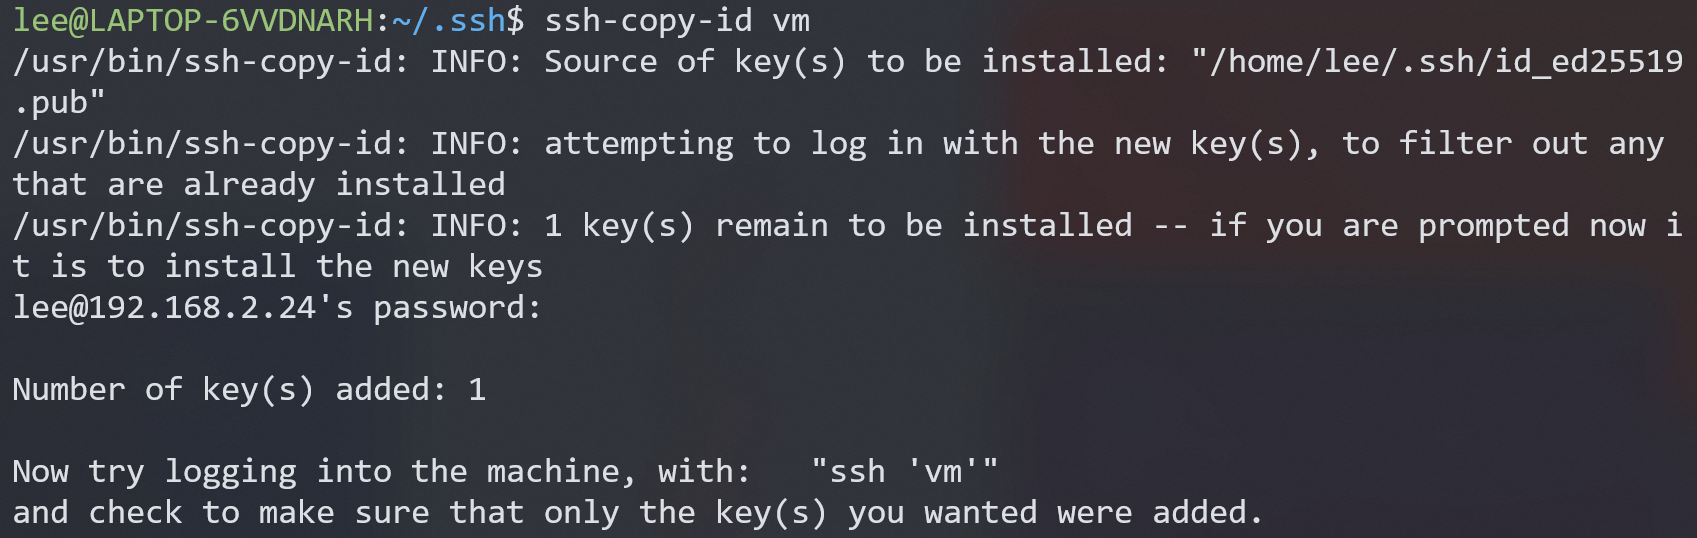 lee@LAPTOP-6VVDNARH:~/.ssh$ ssh-copy-id vm
/usr/bin/ssh-copy-id: INFO: Source of key(s) to be installed: "/home/lee/.ssh/id_ed25519
.pub"
/usr/bin/ssh-copy-id: INFO: attempting to log in with the new key(s), to filter out any
that are already installed
/usr/bin/ssh-copy-id: INFO: 1 key(s) remain to be installed -- if you are prompted now i
t is to install the new keys
lee@192.168.2.24's password:
Number of key(s) added: 1
Now try logging into the machine, with:   "ssh 'vm'"
and check to make sure that only the key(s) you wanted were added.